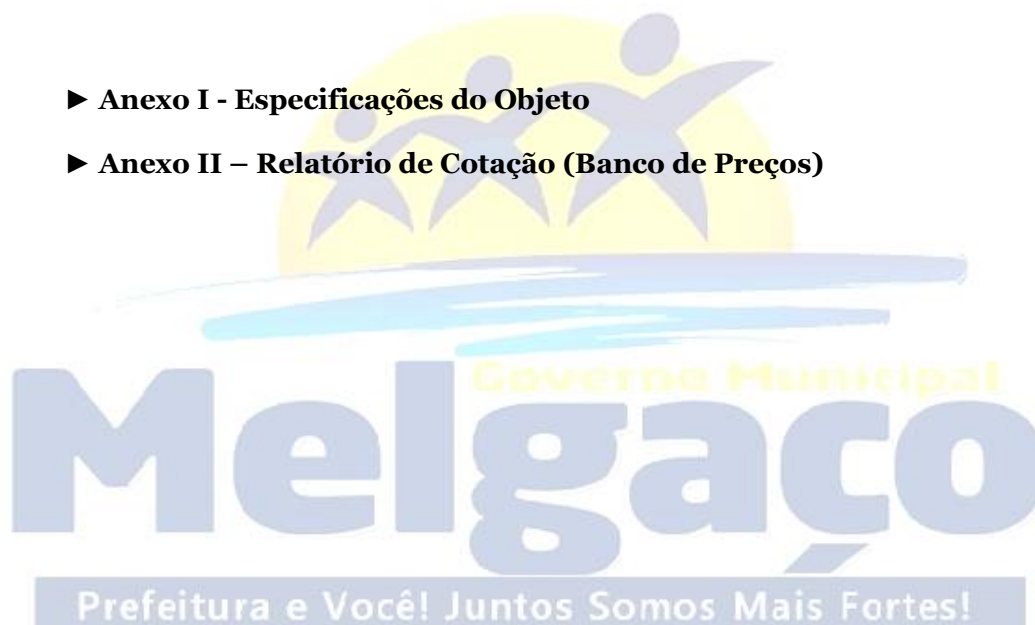 ► Anexo I - Especificações do Objeto
► Anexo II – Relatório de Cotação (Banco de Preços)
Governo Municipal
Melgaço
Prefeitura e Você! Juntos Somos Mais Fortes!